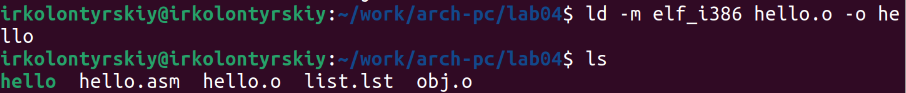 irkolontyrskiy@irkolontyrskiy:~/work/arch-pc/lab04$ ld -m elf_i386 hello.o -o he
llo
irkolontyrskiy@irkolontyrskiy:~/work/arch-pc/lab04$ ls
hello  hello.asm  hello.o  list.lst  obj.o